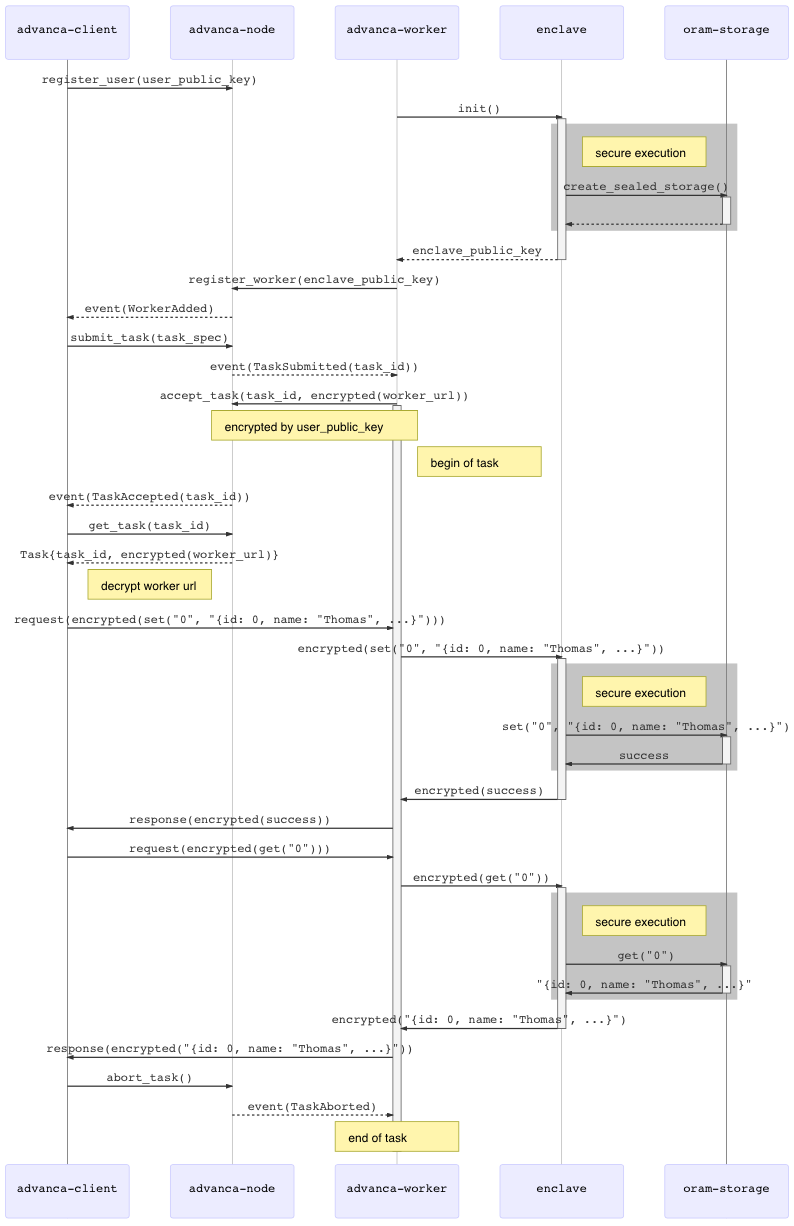 advanca-client
advanca-node
advanca-worker
enclave
oram-storage
register_user(user_public_key)
init()
secure execution
create_sealed_storage()
enclave_public_key
register_worker(enclave_public_key)
event(WorkerAdded)
submit_task(task_spec)
event(TaskSubmitted(task_id))
accept_task(task_id, encrypted(worker_url))
encrypted by user_public_key
begin of task
event(TaskAccepted(task_id))
get_task(task_id)
Task{task_id, encrypted(worker_url)}
decrypt worker url
request(encrypted(set("0", "{id: 0, name: "Thomas", ...}")))
encrypted(set("0", "{id: 0, name: "Thomas", ...}"))
secure execution
set("0", "{id: 0, name: "Thomas", ...}")
success
encrypted(success)
response(encrypted(success))
request(encrypted(get("0")))
encrypted(get("0"))
secure execution
get("0")
"{id: 0, name: "Thomas", ...}"
encrypted("{id: 0, name: "Thomas", ...}")
response(encrypted("{id: 0, name: "Thomas", ...}"))
abort_task()
event(TaskAborted)
end of task
advanca-client
advanca-node
advanca-worker
enclave
oram-storage